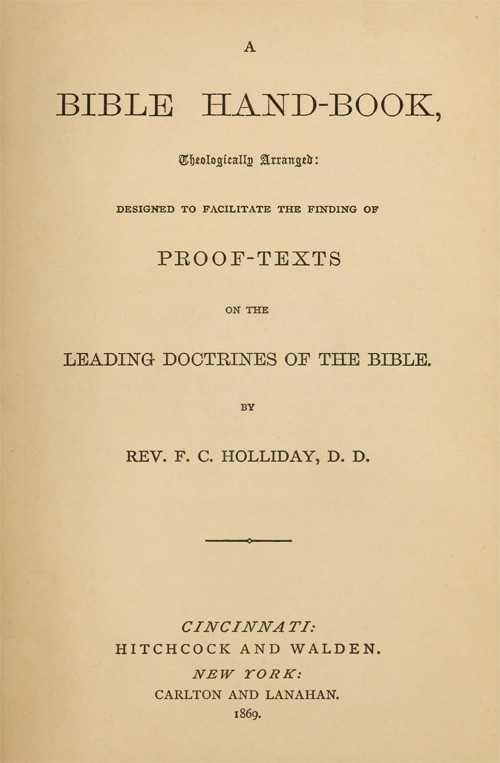 A
BIBLE HAND-BOOK,
Theologically Arranged:
DESIGNED TO FACILITATE THE FINDING OF
PROOF-TEXTS
ON THE
LEADING DOCTRINES OF THE BIBLE.
BY
REV. F. C. HOLLIDAY, D. D.
CINCINNATI:
HITCHCOCK AND WALDEN.
NEW YORK:
CARLTON AND LANAHAN.
1869.